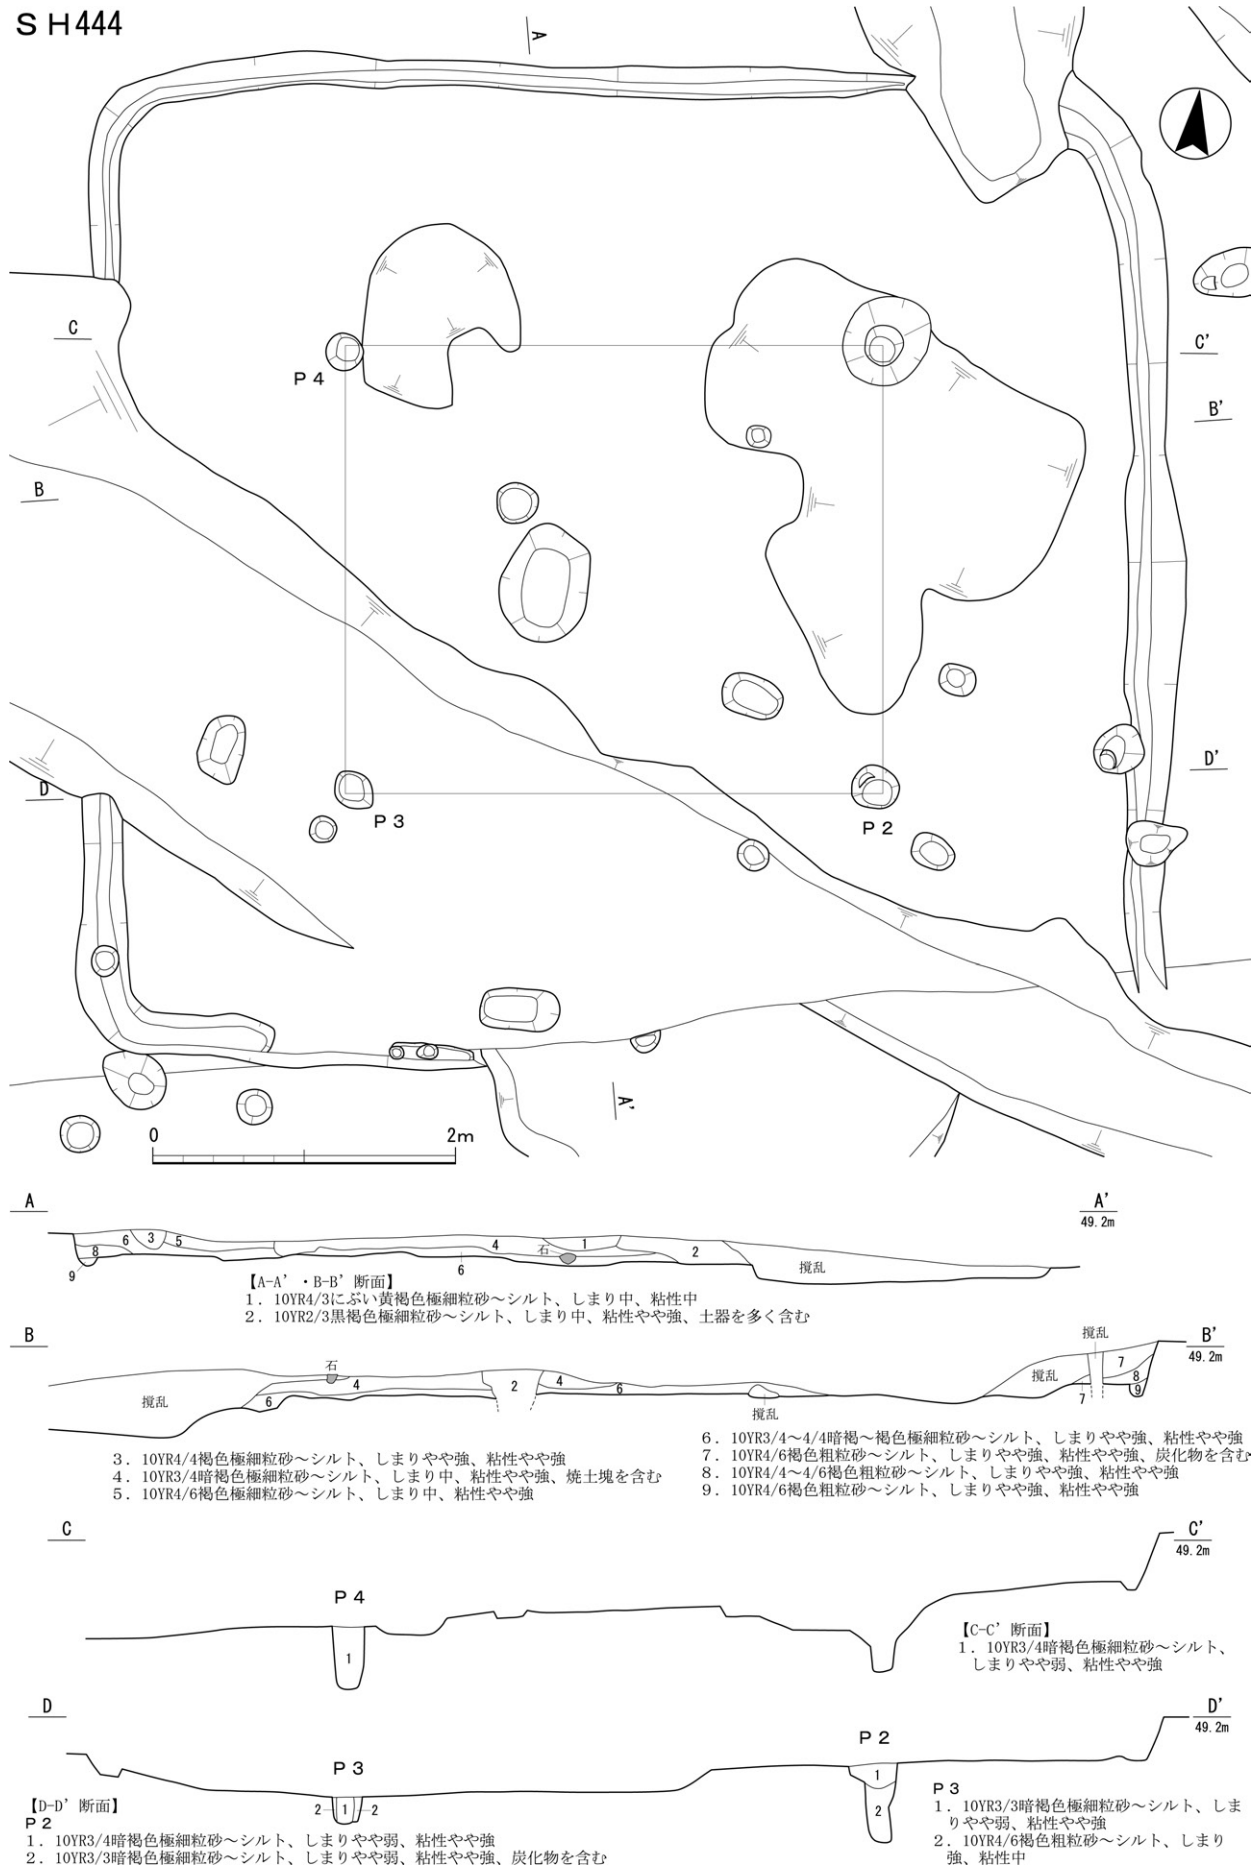 ＳＨ444
A
C
C'
P 4
B'
B
D'
D
P 3
P 2
A'
0 2m
A A'
49.2m
6 3 5 4 石 1 2
8
9 6 撹乱
【A-A'・B-B'断面】
1．10YR4/3にぶい黄褐色極細粒砂～シルト、しまり中、粘性中
2．10YR2/3黒褐色極細粒砂～シルト、しまり中、粘性やや強、土器を多く含む
B B'
49.2m
石 撹乱
撹乱 6 4 2 4 6 撹乱 撹乱 7 7 8 9
3．10YR4/4褐色極細粒砂～シルト、しまりやや強、粘性やや強
4．10YR3/4暗褐色極細粒砂～シルト、しまり中、粘性やや強、焼土塊を含む
5．10YR4/6褐色極細粒砂～シルト、しまり中、粘性やや強
6．10YR3/4～4/4暗褐～褐色極細粒砂～シルト、しまりやや強、粘性やや強
7．10YR4/6褐色粗粒砂～シルト、しまりやや強、粘性やや強、炭化物を含む
8．10YR4/4～4/6褐色粗粒砂～シルト、しまりやや強、粘性やや強
9．10YR4/6褐色粗粒砂～シルト、しまりやや強、粘性やや強
C C'
49.2m
P 4
1
【C-C'断面】
1．10YR3/4暗褐色極細粒砂～シルト、
しまりやや弱、粘性やや強
D D'
49.2m
P 3
2 1 2
P 2
1
2
【D-D'断面】
P 2
1．10YR3/4暗褐色極細粒砂～シルト、しまりやや弱、粘性やや強
2．10YR3/3暗褐色極細粒砂～シルト、しまりやや弱、粘性やや強、炭化物を含む
P 3
1．10YR3/3暗褐色極細粒砂～シルト、しま
りやや弱、粘性やや強
2．10YR4/6褐色粗粒砂～シルト、しまり
強、粘性中